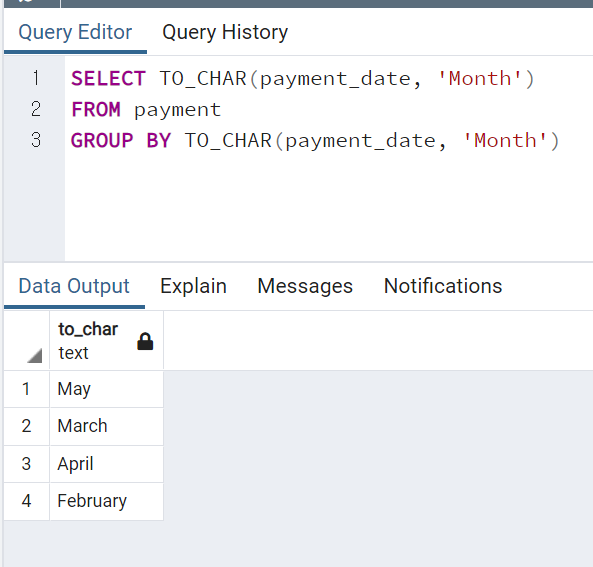 Query Editor Query History
1 SELECT TO_CHAR(payment_date, 'Month')
2 FROM payment
3 GROUP BY TO_CHAR(payment_date, 'Month')
Data Output Explain Messages Notifications
to_char
text
1 May
2 March
3 April
4 February